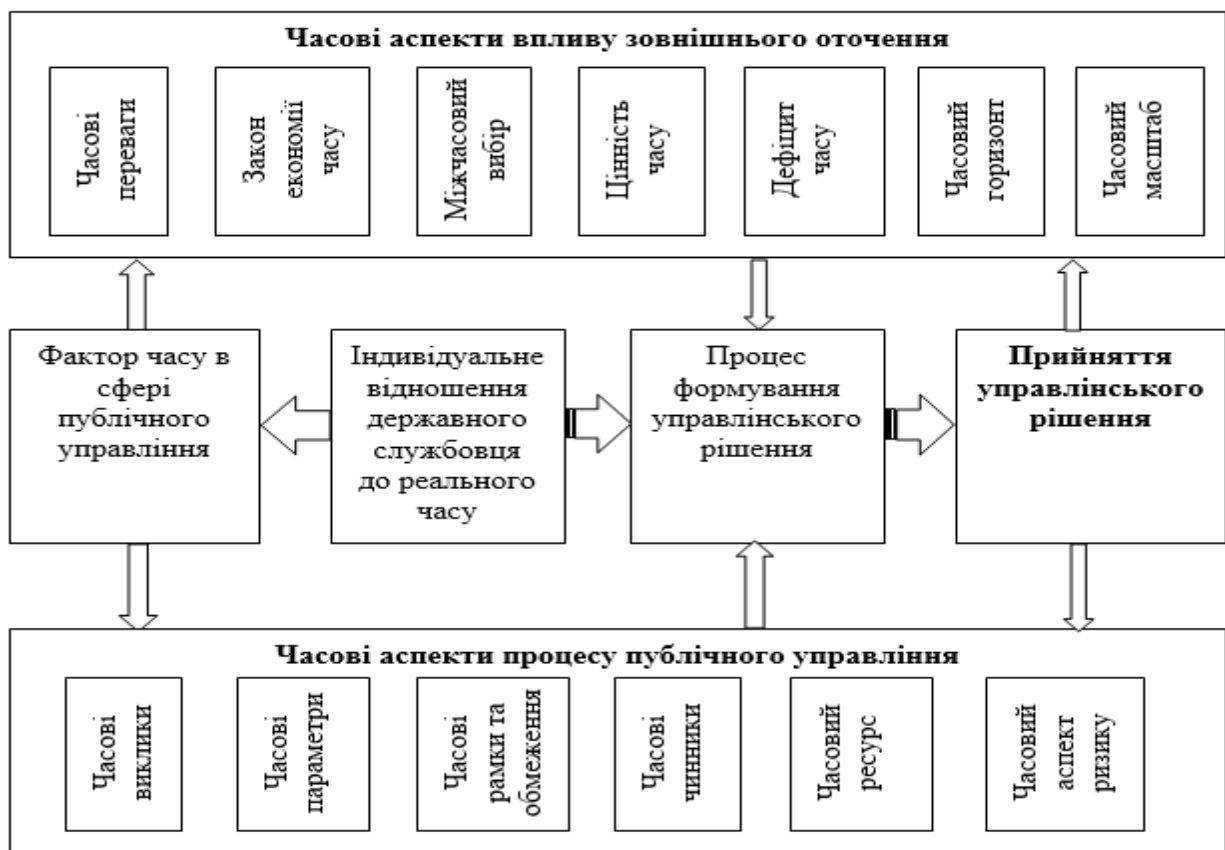 Часові аспекти впливу зовнішнього оточення
Часові
переваги
Закон
економії
часу
Міжчасовий
вибір
Цінність
часу
Дефіцит
часу
Часовий
горизонт
Часовий
масштаб
Фактор часу в
сфері
публічного
управління
Індивідуальне
відношення
державного
службовця
до реального
часу
Процес
формування
управлінського
рішення
Прийняття
управлінського
рішення
Часові аспекти процесу публічного управління
Часові
виклики
Часові
параметри
Часові
рамки та
обмеження
Часові
чинники
Часовий
ресурс
Часовий
аспект
ризику